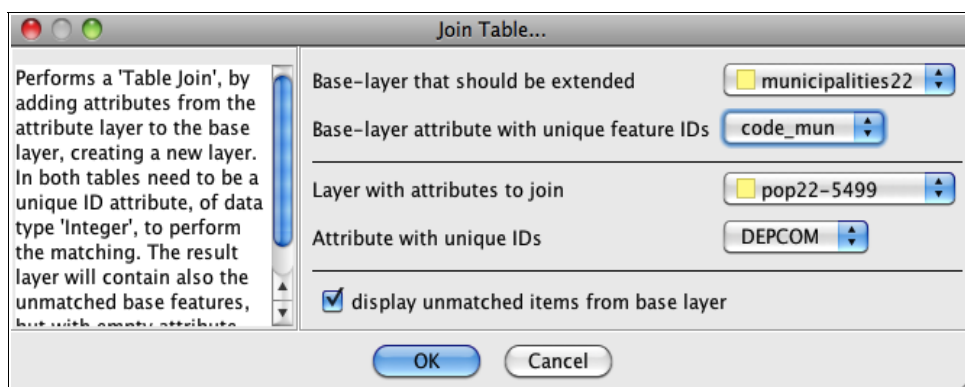 Join Table...
Performs a 'Table Join', by
adding attributes from the
attribute layer to the base
layer, creating a new layer.
In both tables need to be a
unique ID attribute, of data
type 'Integer', to perform
the matching. The result
layer will contain also the
unmatched base features,
but with empty attribute
Base-layer that should be extended
municipalities22
Base-layer attribute with unique feature IDs
code_mun
Layer with attributes to join
pop22-5499
Attribute with unique IDs
DEPCOM
display unmatched items from base layer
OK
Cancel